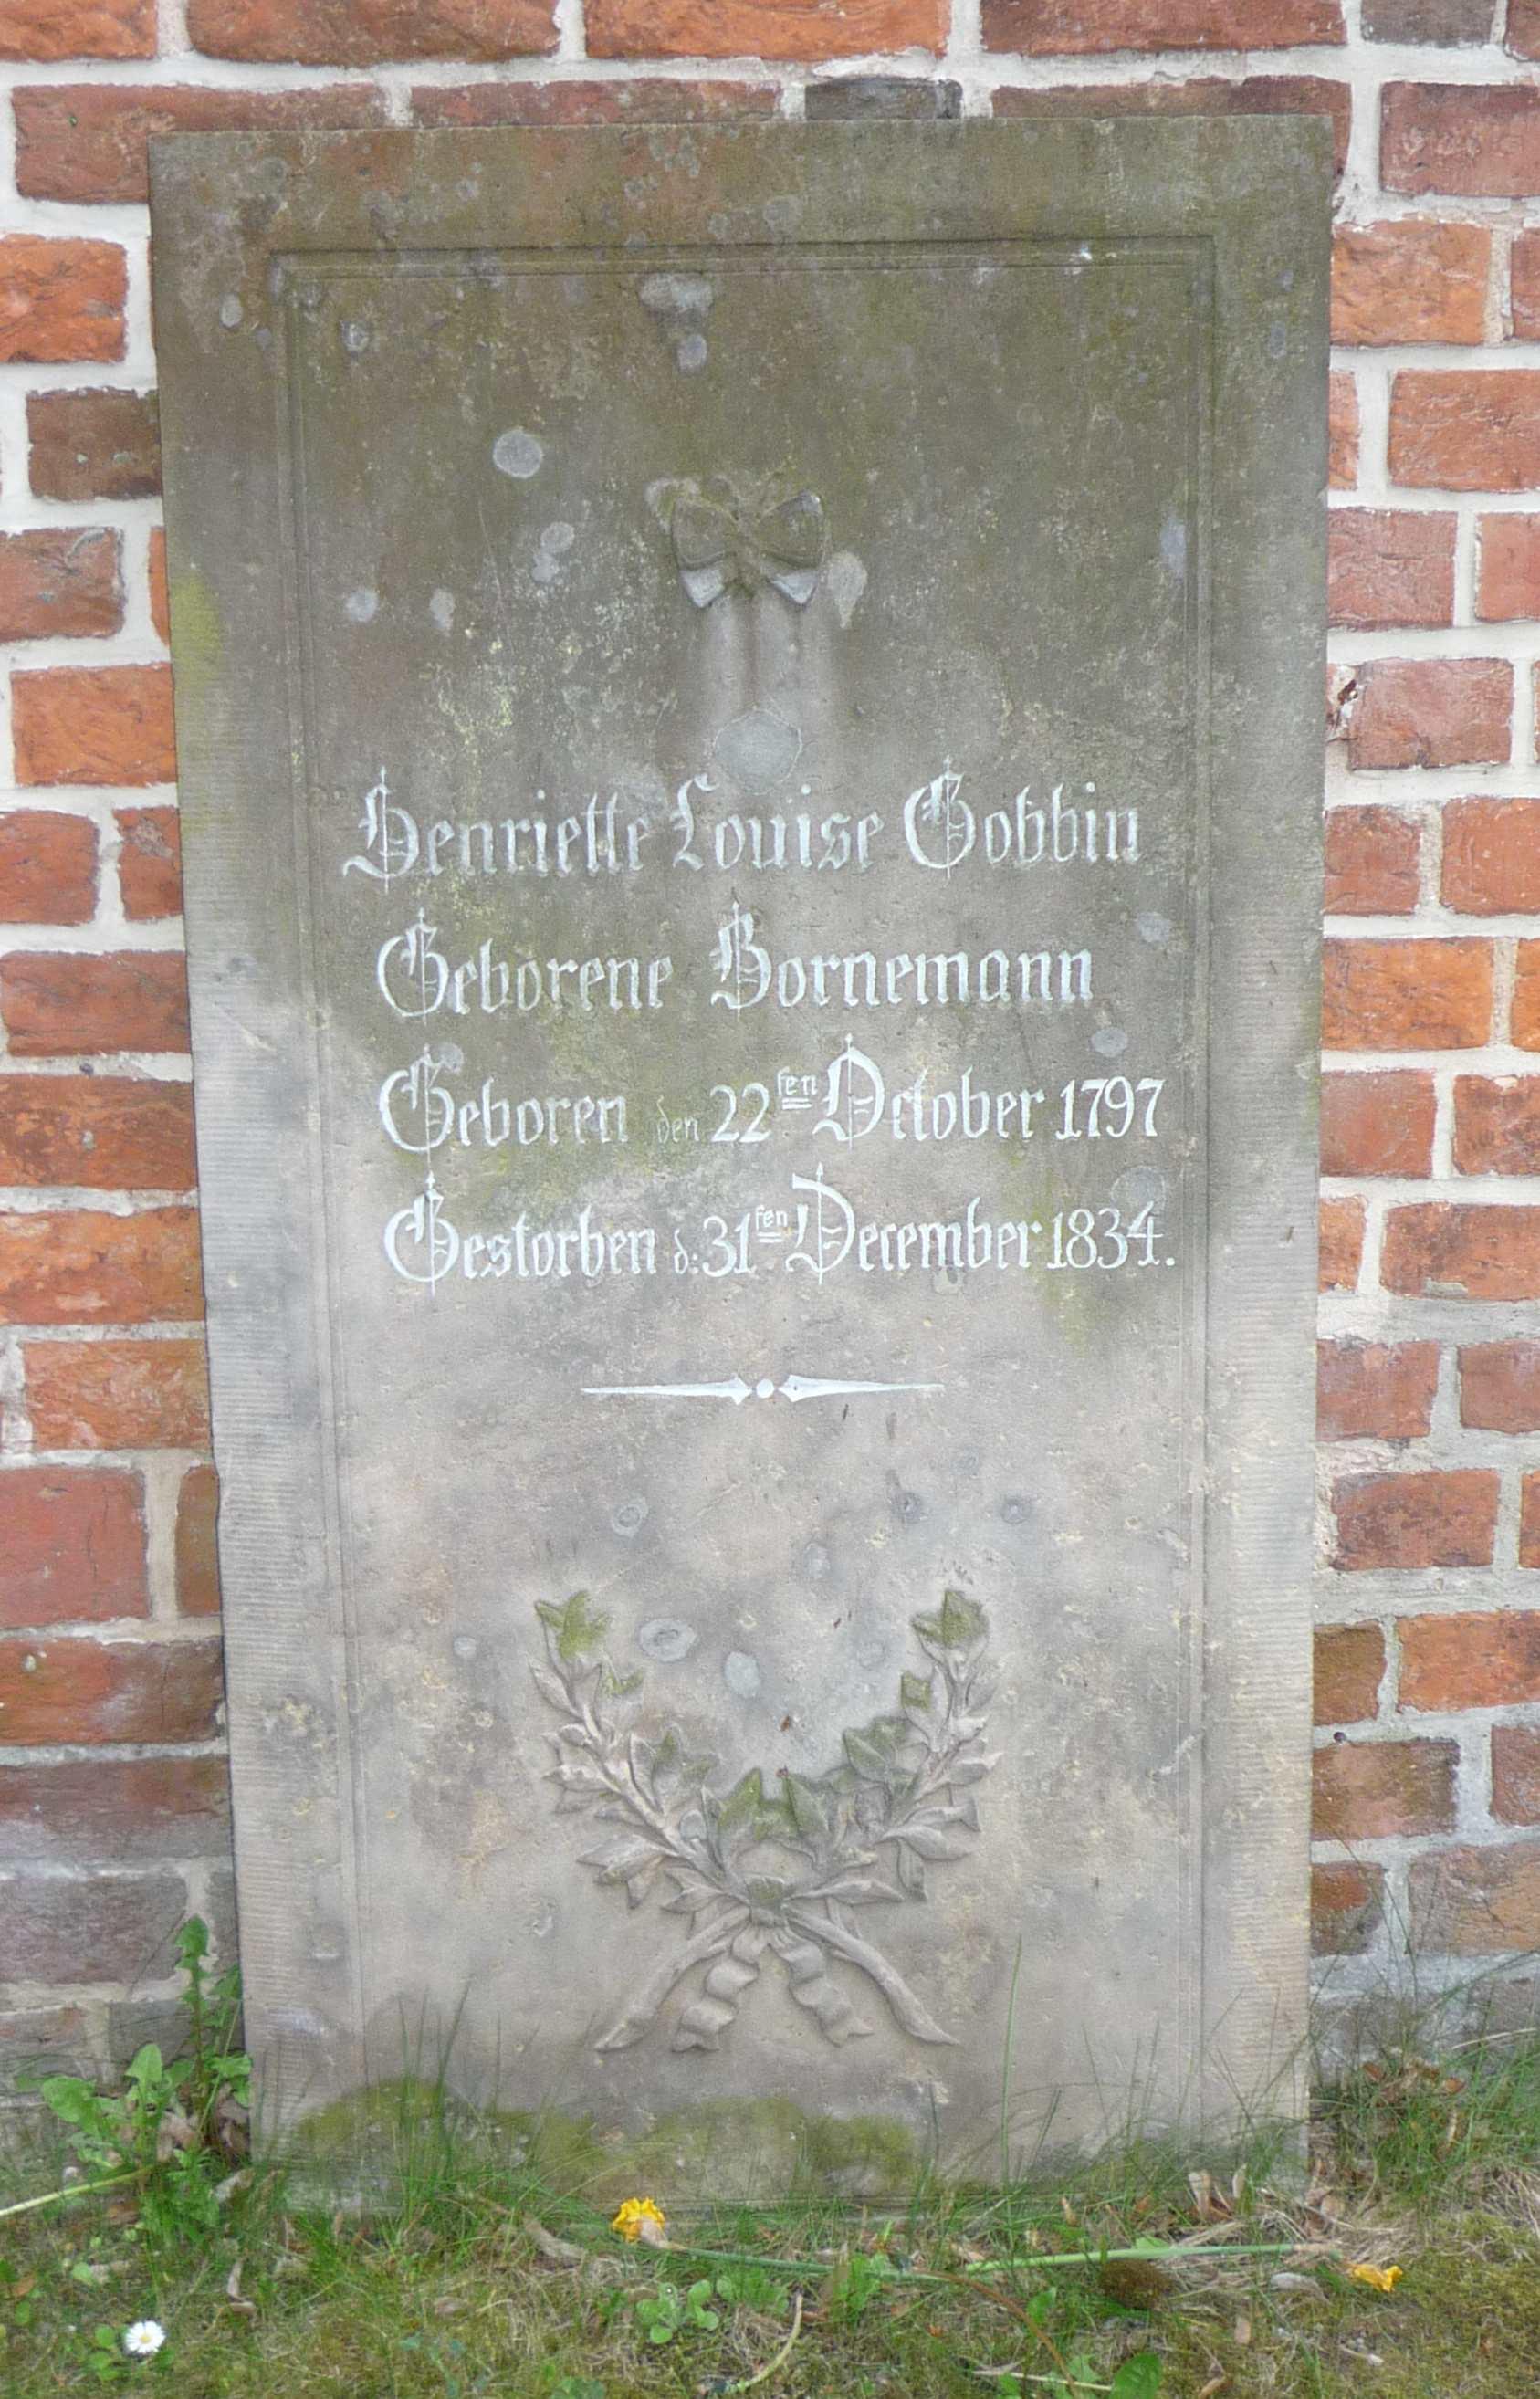 Henriette Louise Gobbin
Geborene Bornemann
Geboren den 22ten October 1797
Gestorben d: 31ten December 1834.